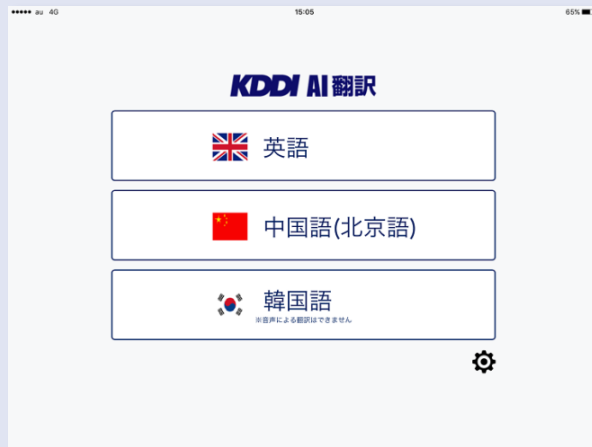 ●●●●● au 4G 15:05 65%
KDDI AI翻訳
英語
中国語(北京語)
韓国語
※音声による翻訳はできません